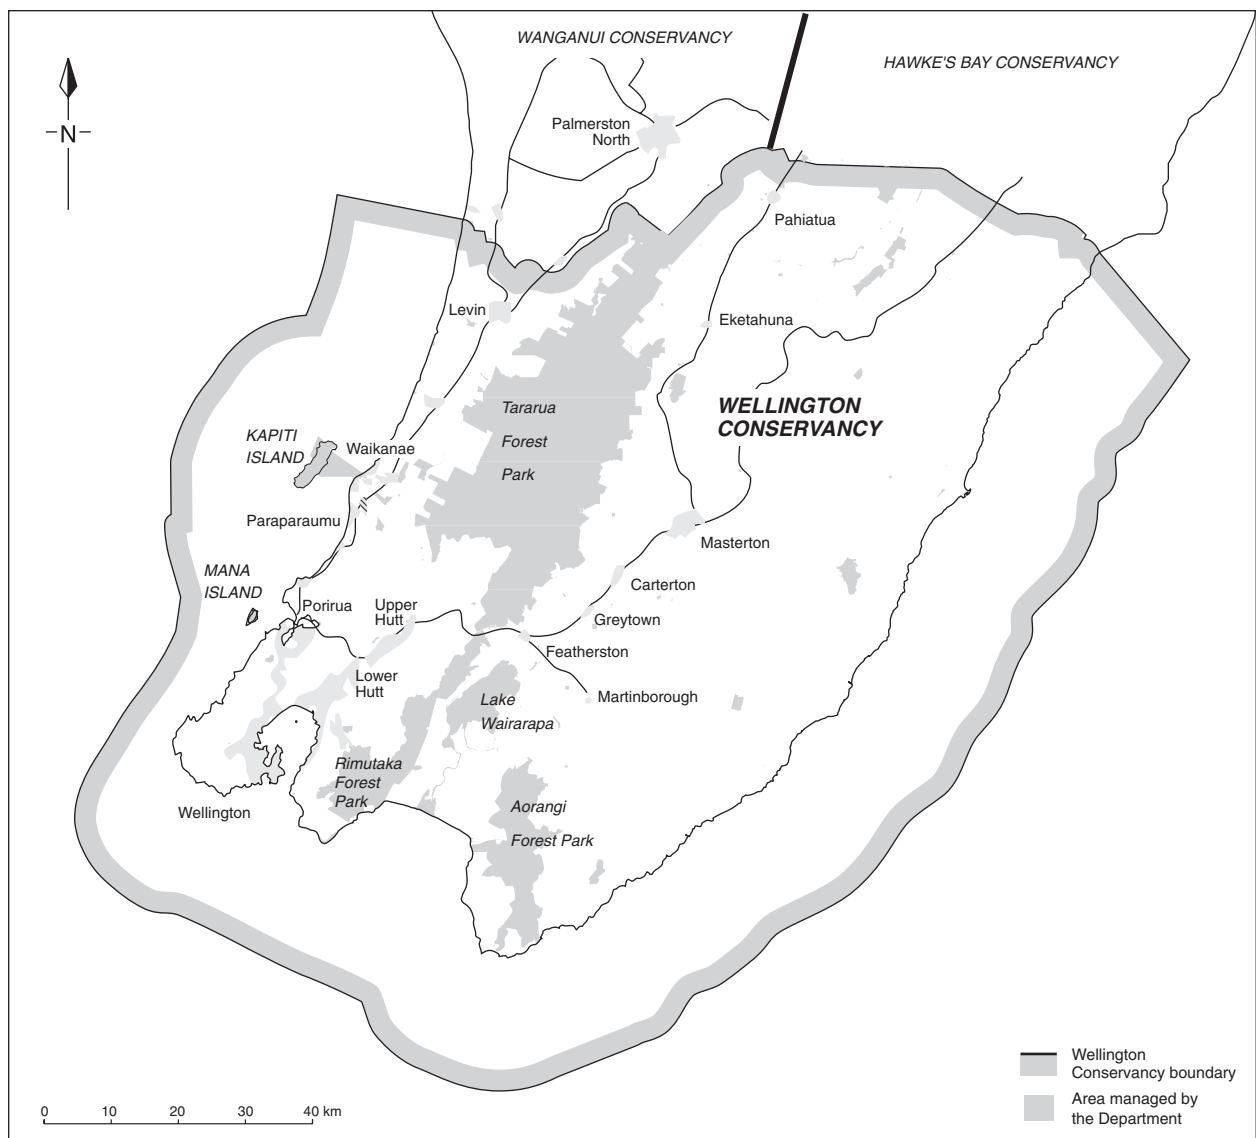 WANGANUI CONSERVANCY
HAWKE'S BAY CONSERVANCY
N
Palmerston
North
Pahiatua
Levin
Eketahuna
WELLINGTON
CONSERVANCY
Tararua
Forest
Park
KAPITI
ISLAND
Waikanae
Paraparaumu
Masterton
MANA
ISLAND
Carterton
Porirua
Upper
Hutt
Greytown
Featherston
Lower
Hutt
Martinborough
Lake
Wairarapa
Rimutaka
Forest
Park
Wellington
Aorangi
Forest Park
Wellington
Conservancy boundary
Area managed by
the Department
0 10 20 30 40 km